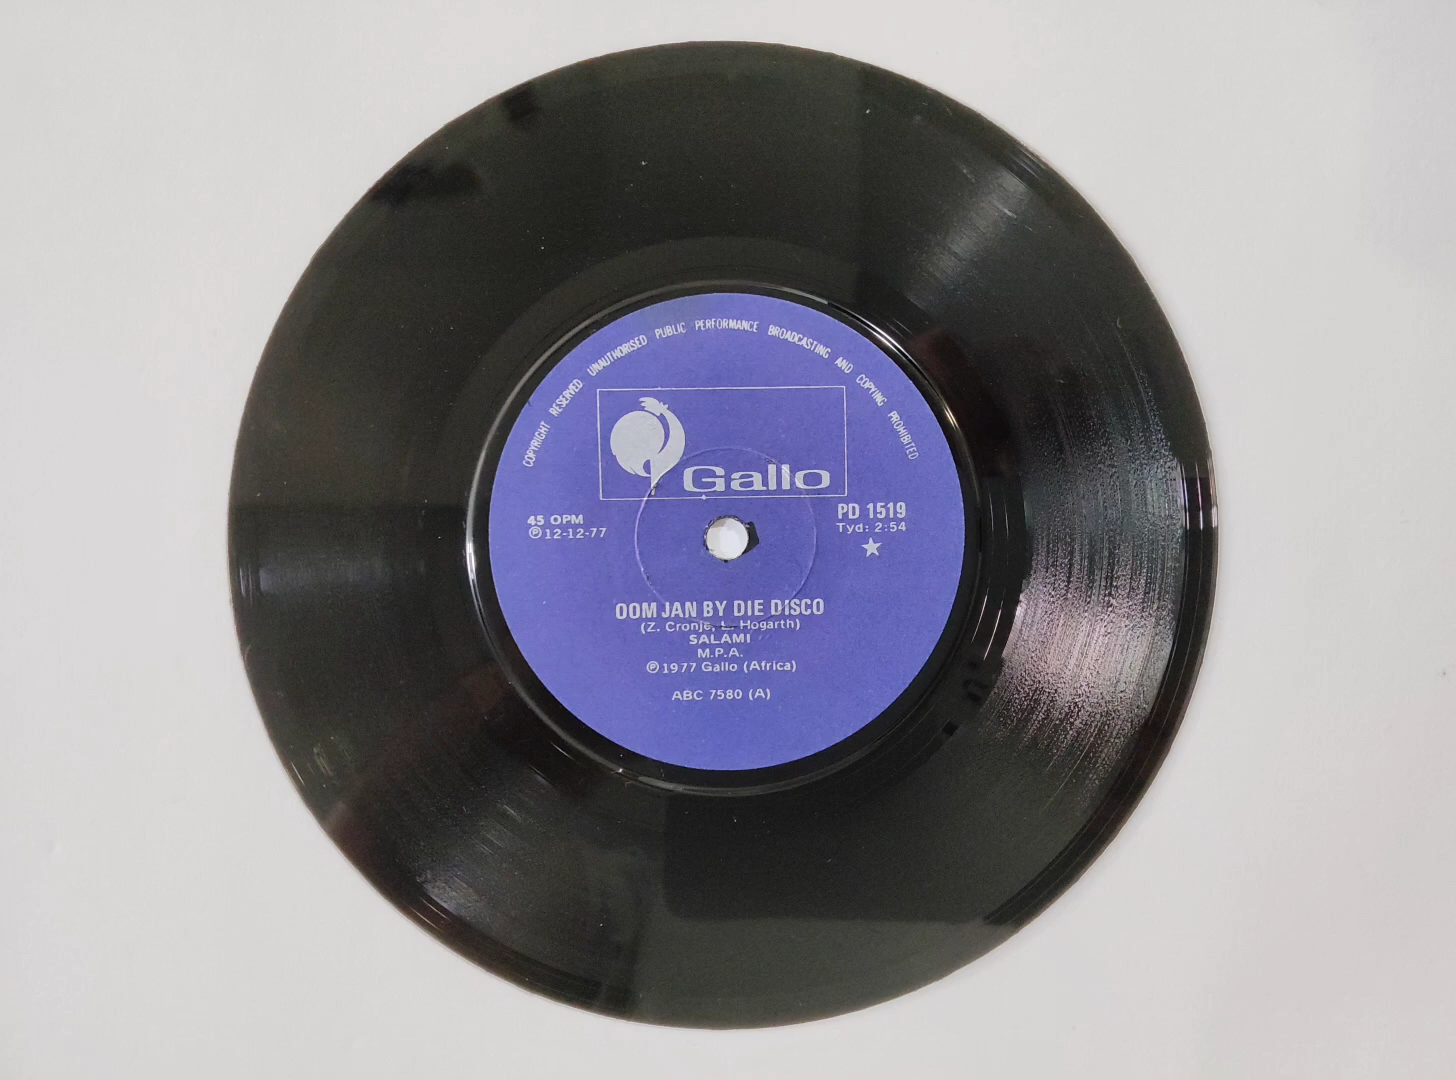 COPYRIGHT RESERVED UNAUTHORISED PUBLIC PERFORMANCE BROADCASTING AND COPYING PROHIBITED
Gallo
45 OPM
℗ 12-12-77
PD 1519
Tyd: 2:54
OOM JAN BY DIE DISCO
(Z. Cronje, L. Hogarth)
SALAMI
M.P.A.
℗ 1977 Gallo (Africa)
ABC 7580 (A)